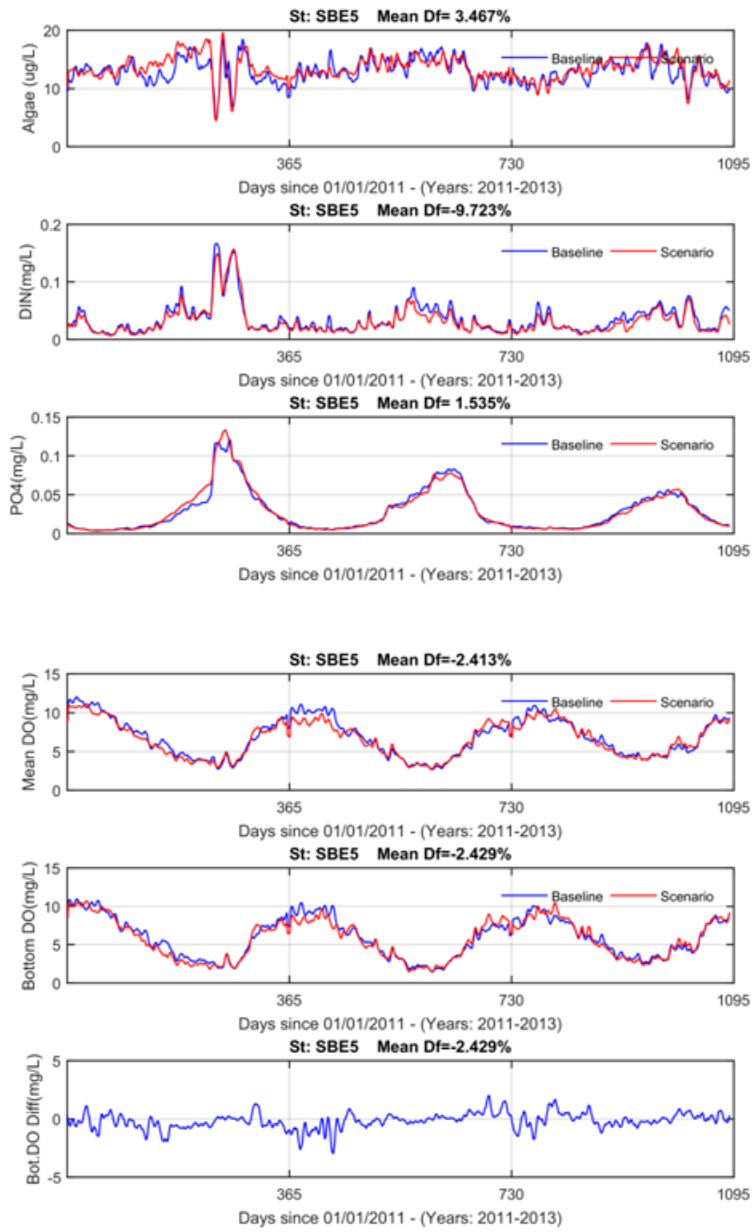 St: SBE5 Mean Df= 3.467%
20
10
0
Algae (ug/L)
Baseline Scenario
365 730 1095
Days since 01/01/2011 - (Years: 2011-2013)
St: SBE5 Mean Df=-9.723%
0.2
0.1
0
DIN(mg/L)
Baseline Scenario
365 730 1095
Days since 01/01/2011 - (Years: 2011-2013)
St: SBE5 Mean Df= 1.535%
0.15
0.1
0.05
0
PO4(mg/L)
Baseline Scenario
365 730 1095
Days since 01/01/2011 - (Years: 2011-2013)
St: SBE5 Mean Df=-2.413%
15
10
5
0
Mean DO(mg/L)
Baseline Scenario
365 730 1095
Days since 01/01/2011 - (Years: 2011-2013)
St: SBE5 Mean Df=-2.429%
15
10
5
0
Bottom DO(mg/L)
Baseline Scenario
365 730 1095
Days since 01/01/2011 - (Years: 2011-2013)
St: SBE5 Mean Df=-2.429%
5
0
-5
Bot.DO Diff(mg/L)
365 730 1095
Days since 01/01/2011 - (Years: 2011-2013)